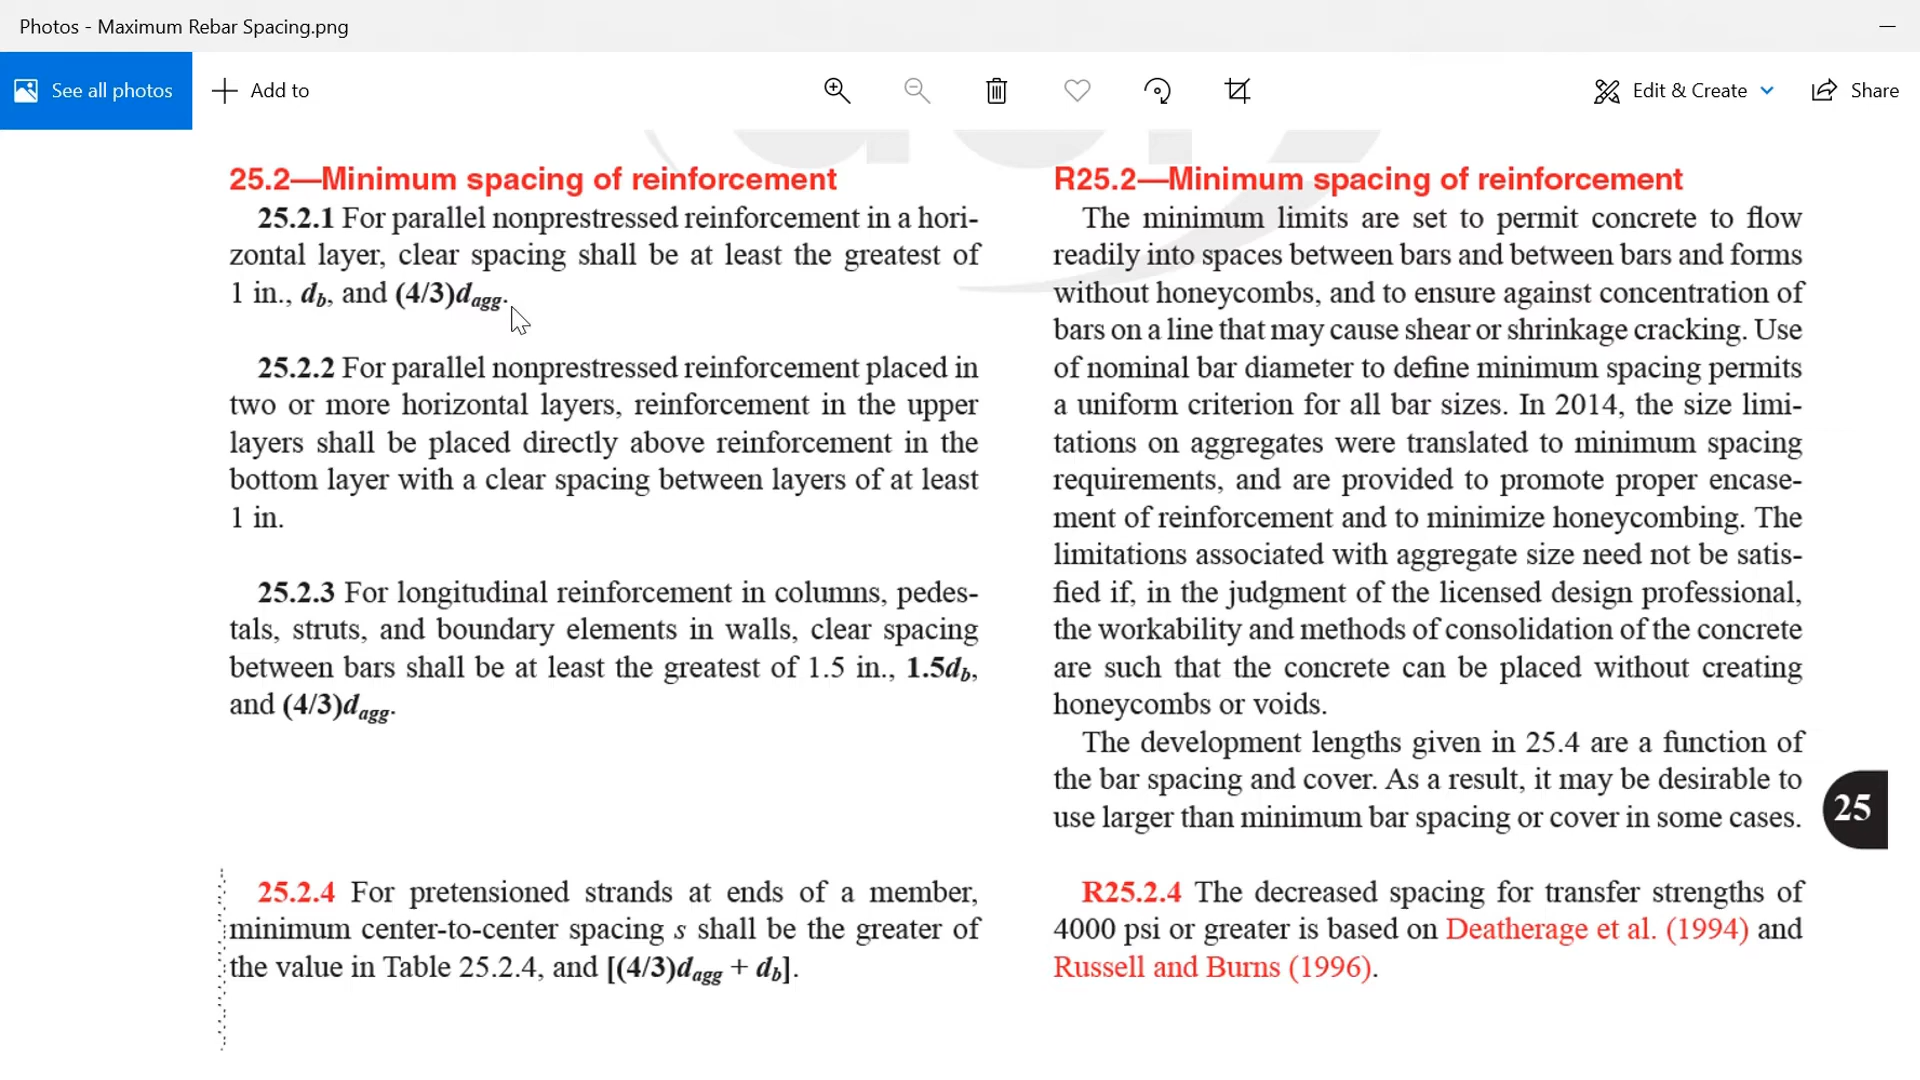 Photos - Maximum Rebar Spacing.png
See all photos
Add to
Edit & Create
Share
25.2—Minimum spacing of reinforcement
25.2.1 For parallel nonprestressed reinforcement in a hori-
zontal layer, clear spacing shall be at least the greatest of
1 in., db, and (4/3)dagg.
25.2.2 For parallel nonprestressed reinforcement placed in
two or more horizontal layers, reinforcement in the upper
layers shall be placed directly above reinforcement in the
bottom layer with a clear spacing between layers of at least
1 in.
25.2.3 For longitudinal reinforcement in columns, pedes-
tals, struts, and boundary elements in walls, clear spacing
between bars shall be at least the greatest of 1.5 in., 1.5db,
and (4/3)dagg.
25.2.4 For pretensioned strands at ends of a member,
minimum center-to-center spacing s shall be the greater of
the value in Table 25.2.4, and [(4/3)dagg + db].
R25.2—Minimum spacing of reinforcement
The minimum limits are set to permit concrete to flow
readily into spaces between bars and between bars and forms
without honeycombs, and to ensure against concentration of
bars on a line that may cause shear or shrinkage cracking. Use
of nominal bar diameter to define minimum spacing permits
a uniform criterion for all bar sizes. In 2014, the size limi-
tations on aggregates were translated to minimum spacing
requirements, and are provided to promote proper encase-
ment of reinforcement and to minimize honeycombing. The
limitations associated with aggregate size need not be satis-
fied if, in the judgment of the licensed design professional,
the workability and methods of consolidation of the concrete
are such that the concrete can be placed without creating
honeycombs or voids.
The development lengths given in 25.4 are a function of
the bar spacing and cover. As a result, it may be desirable to
use larger than minimum bar spacing or cover in some cases.
25
R25.2.4 The decreased spacing for transfer strengths of
4000 psi or greater is based on Deatherage et al. (1994) and
Russell and Burns (1996).